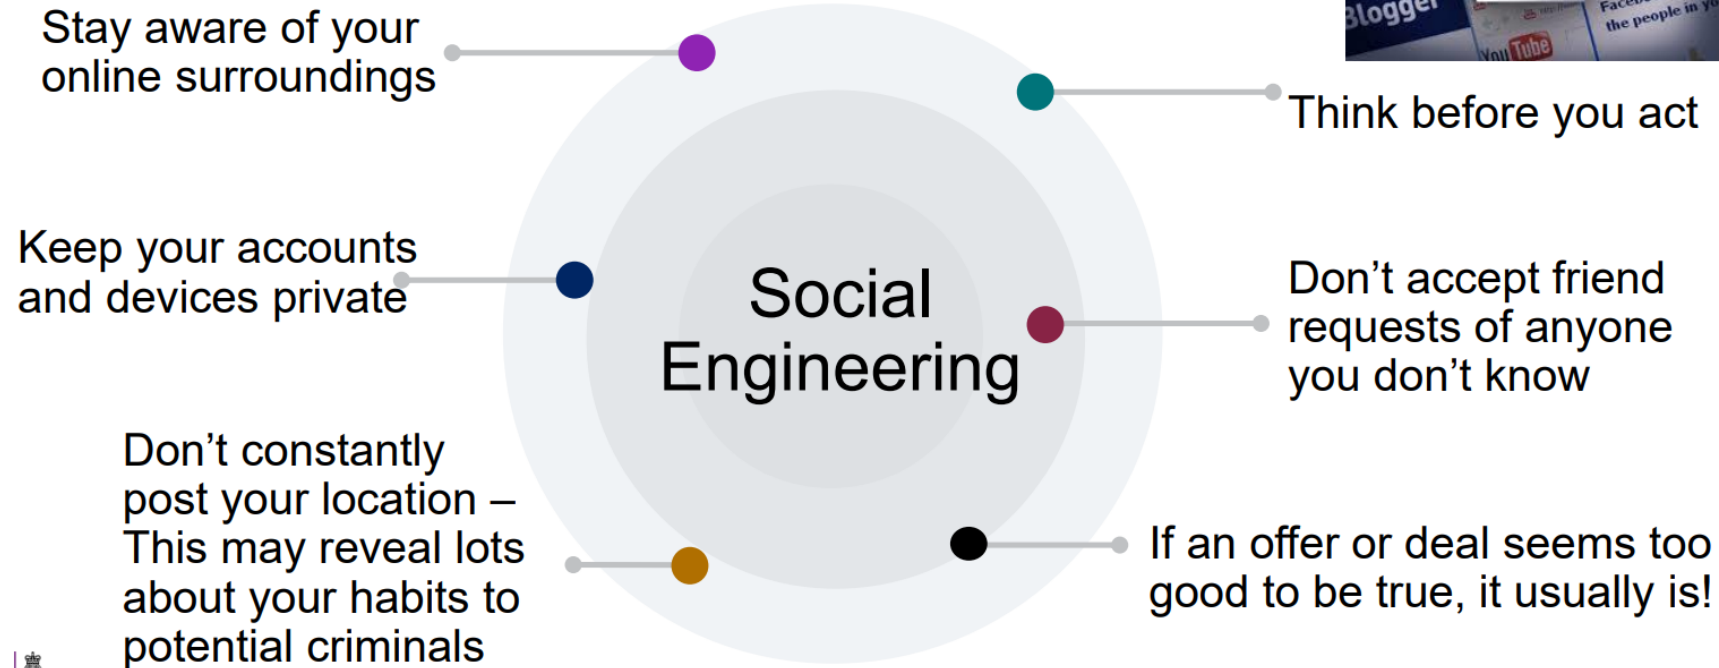 Stay aware of your
online surroundings
Keep your accounts
and devices private
Don’t constantly
post your location –
This may reveal lots
about your habits to
potential criminals
Social
Engineering
Blogger
YouTube
the people in
Think before you act
Don’t accept friend
requests of anyone
you don’t know
If an offer or deal seems too
good to be true, it usually is!